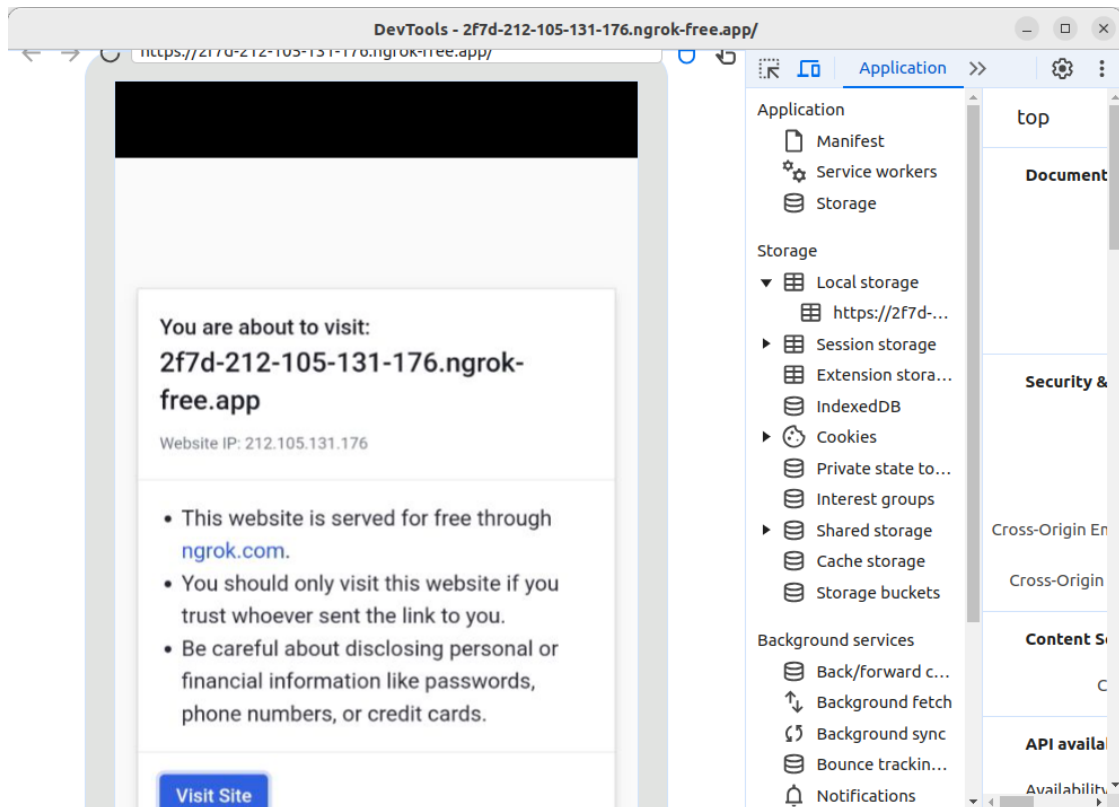 DevTools - 2f7d-212-105-131-176.ngrok-free.app/
https://2f7d-212-105-131-176.ngrok-free.app/
You are about to visit:
2f7d-212-105-131-176.ngrok-
free.app
Website IP: 212.105.131.176
This website is served for free through
ngrok.com.
You should only visit this website if you
trust whoever sent the link to you.
Be careful about disclosing personal or
financial information like passwords,
phone numbers, or credit cards.
Visit Site
Application
Application
Manifest
Service workers
Storage
Storage
Local storage
https://2f7d-...
Session storage
Extension stora...
IndexedDB
Cookies
Private state to...
Interest groups
Shared storage
Cache storage
Storage buckets
Background services
Back/forward c...
Background fetch
Background sync
Bounce trackin...
Notifications
top
Document
Security &
Cross-Origin Em
Cross-Origin
Content Se
C
API availa
Availability